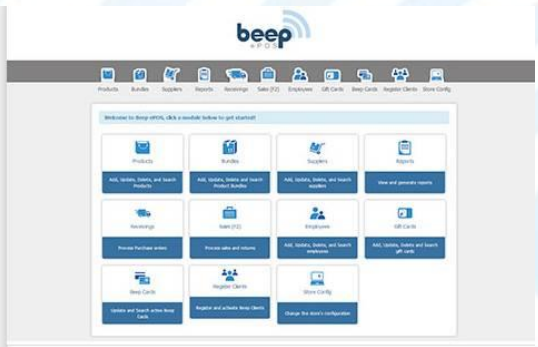 beep
ePOS
Products Bundles Suppliers Reports Receivings Sales (F2) Employees Gift Cards Beep Cards Register Clients Store Config
Welcome to Beep ePOS, click a module below to get started!
Products Bundles Suppliers Reports
Add, Update, Delete, and Search Products
Add, Update, Delete and Search Product Bundles
Add, Update, Delete, and Search suppliers
View and generate reports
Receivings Sales (F2) Employees Gift Cards
Process Purchase orders
Process sales and returns
Add, Update, Delete, and Search employees
Add, Update, Delete and Search gift cards
Beep Cards Register Clients Store Config
Update and Search active Beep Cards
Register and activate Beep Clients
Change the store's configuration